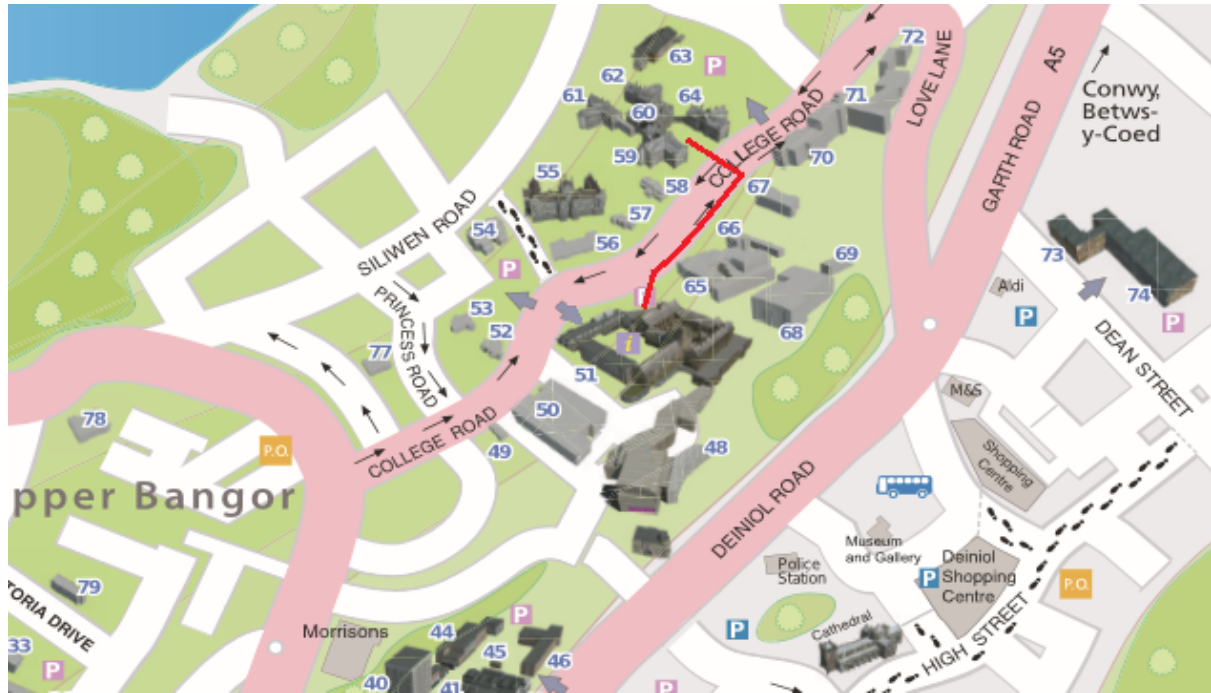 63
72
P
62
61
60
64
71
A5
Conwy,
Betws-
y-Coed
COLLEGE ROAD
LOVE LANE
GARTH ROAD
59
70
55
58
67
57
54
56
66
SILIWEN ROAD
P
69
73
74
65
P
Aldi
P
P
53
52
68
i
PRINCESS ROAD
77
51
DEAN STREET
M&S
50
78
49
48
COLLEGE ROAD
P.O.
Shopping
Centre
pper Bangor
DEINIOL ROAD
Museum
and Gallery
Police
Station
P
Deiniol
Shopping
Centre
P.O.
79
TORIA DRIVE
Morrisons
P
44
P
Cathedral
HIGH STREET
33
P
45
46
40
41
P